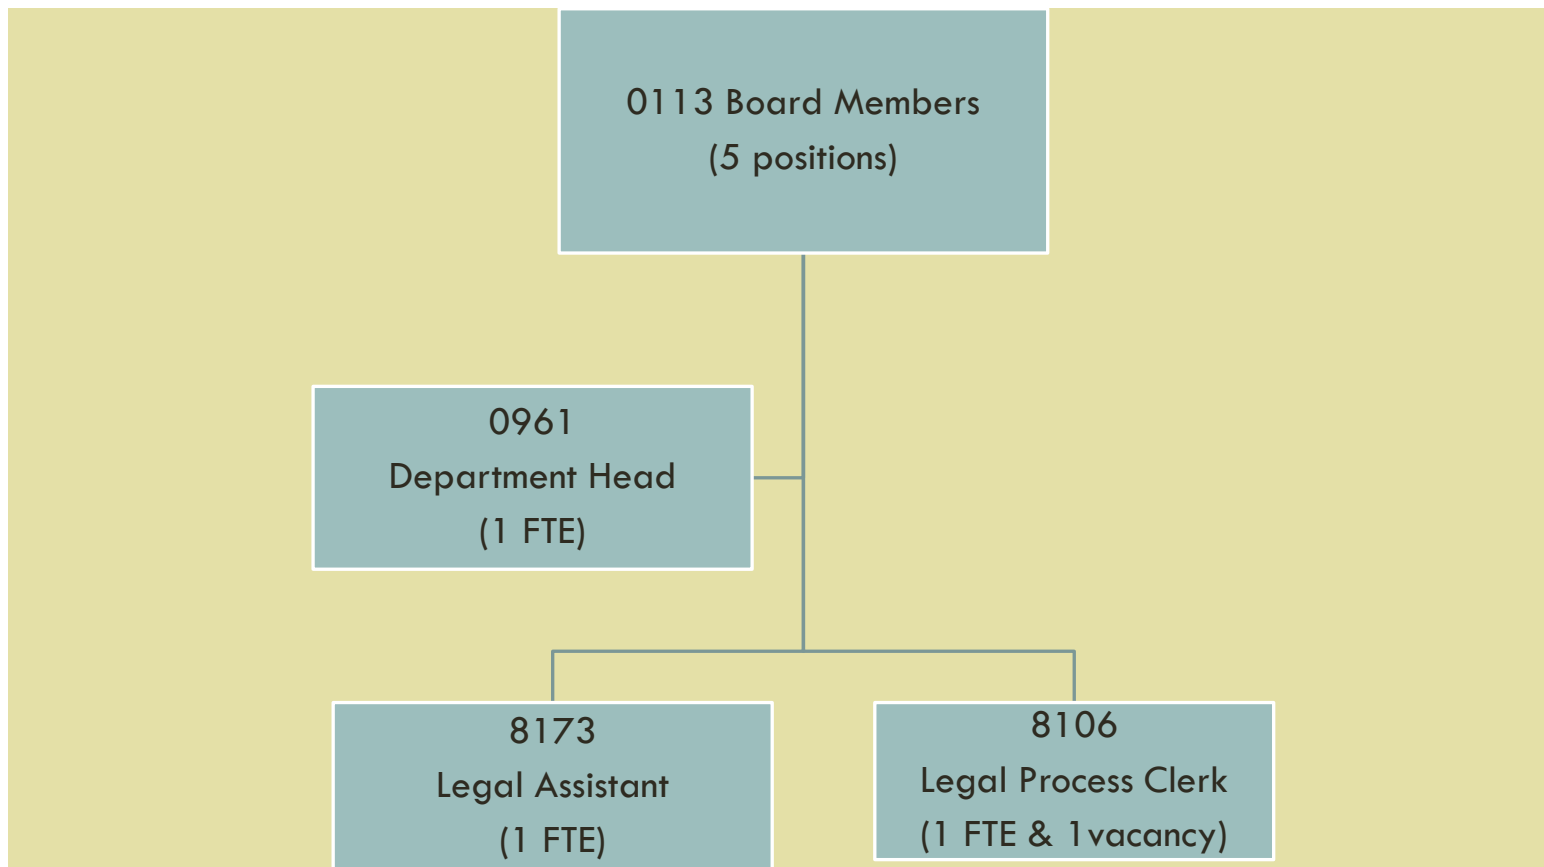 0113 Board Members
(5 positions)
0961
Department Head
(1 FTE)
8173
Legal Assistant
(1 FTE)
8106
Legal Process Clerk
(1 FTE & 1vacancy)